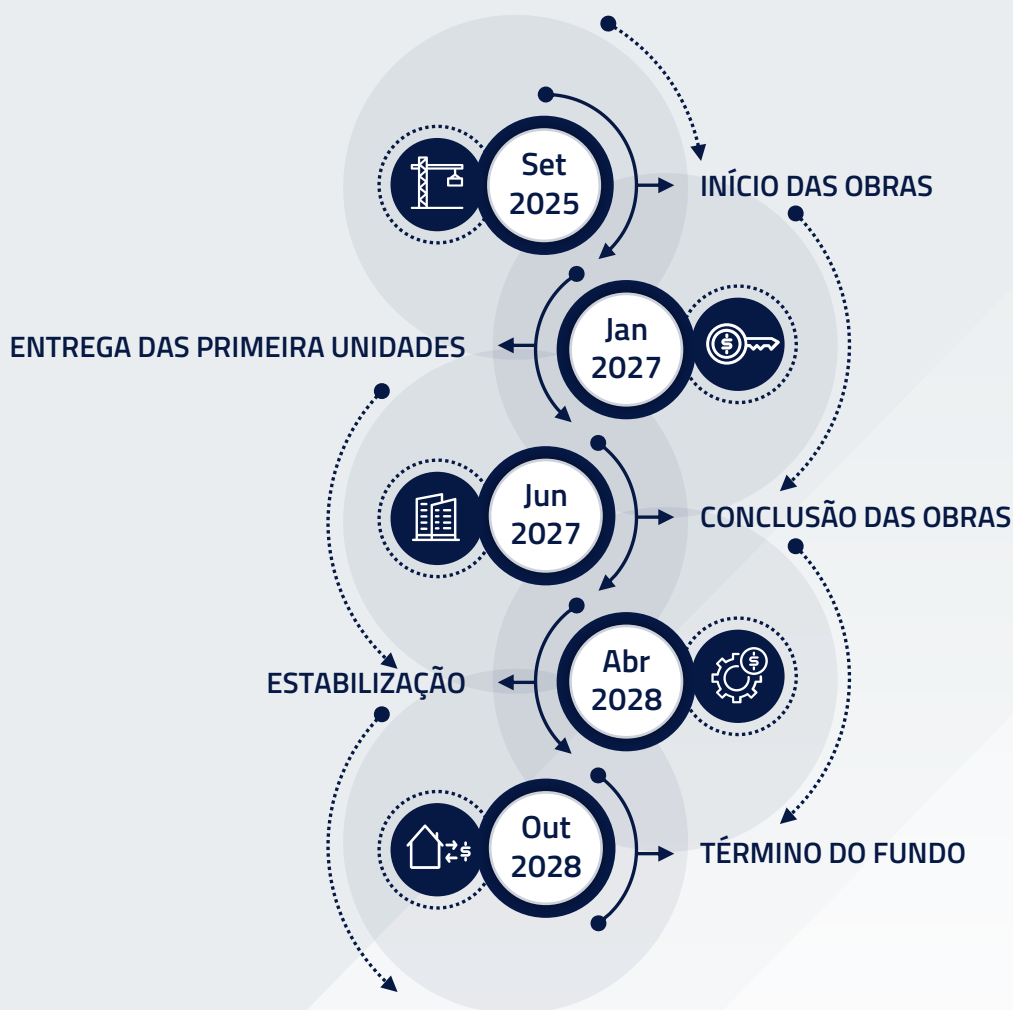 Set
2025
INÍCIO DAS OBRAS
Jan
2027
ENTREGA DAS PRIMEIRA UNIDADES
Jun
2027
CONCLUSÃO DAS OBRAS
Abr
2028
ESTABILIZAÇÃO
Out
2028
TÉRMINO DO FUNDO
$
$
$